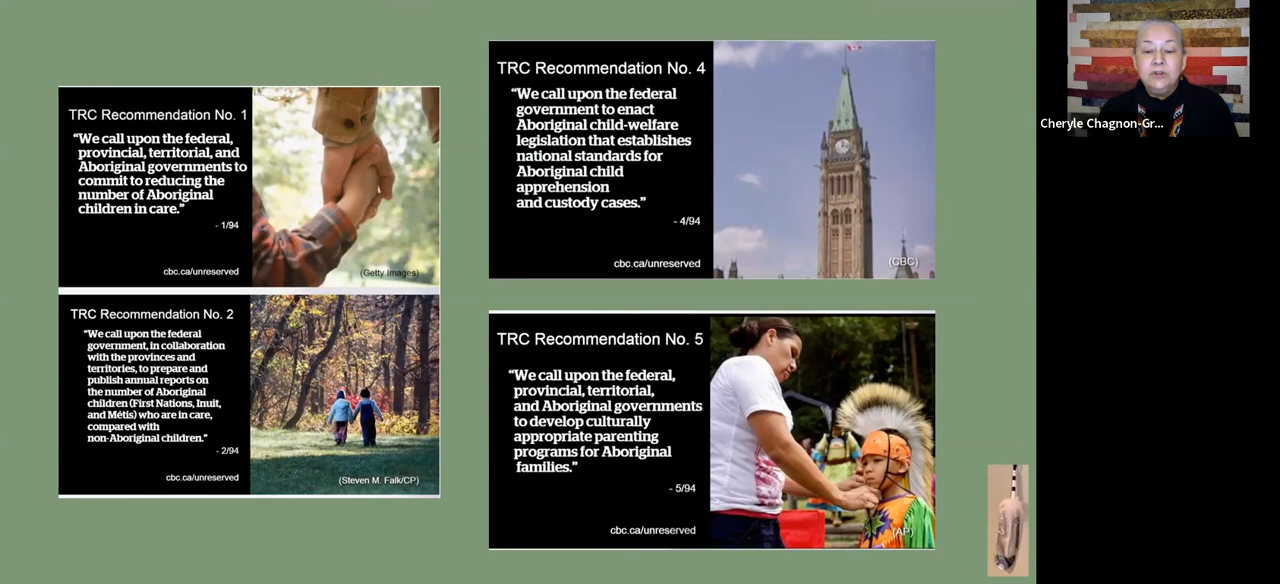 TRC Recommendation No. 1
“We call upon the federal,
provincial, territorial, and
Aboriginal governments to
commit to reducing the
number of Aboriginal
children in care.”
- 1/94
cbc.ca/unreserved
(Getty Images)
TRC Recommendation No. 2
“We call upon the federal
government, in collaboration
with the provinces and
territories, to prepare and
publish annual reports on
the number of Aboriginal
children (First Nations, Inuit,
and Métis) who are in care,
compared with
non-Aboriginal children.”
- 2/94
cbc.ca/unreserved
(Steven M. Falk/CP)
TRC Recommendation No. 4
“We call upon the federal
government to enact
Aboriginal child-welfare
legislation that establishes
national standards for
Aboriginal child
apprehension
and custody cases.”
- 4/94
cbc.ca/unreserved
(CBC)
TRC Recommendation No. 5
“We call upon the federal,
provincial, territorial,
and Aboriginal governments
to develop culturally
appropriate parenting
programs for Aboriginal
families.”
- 5/94
cbc.ca/unreserved
(AP)
Cheryle Chagnon-Gr...